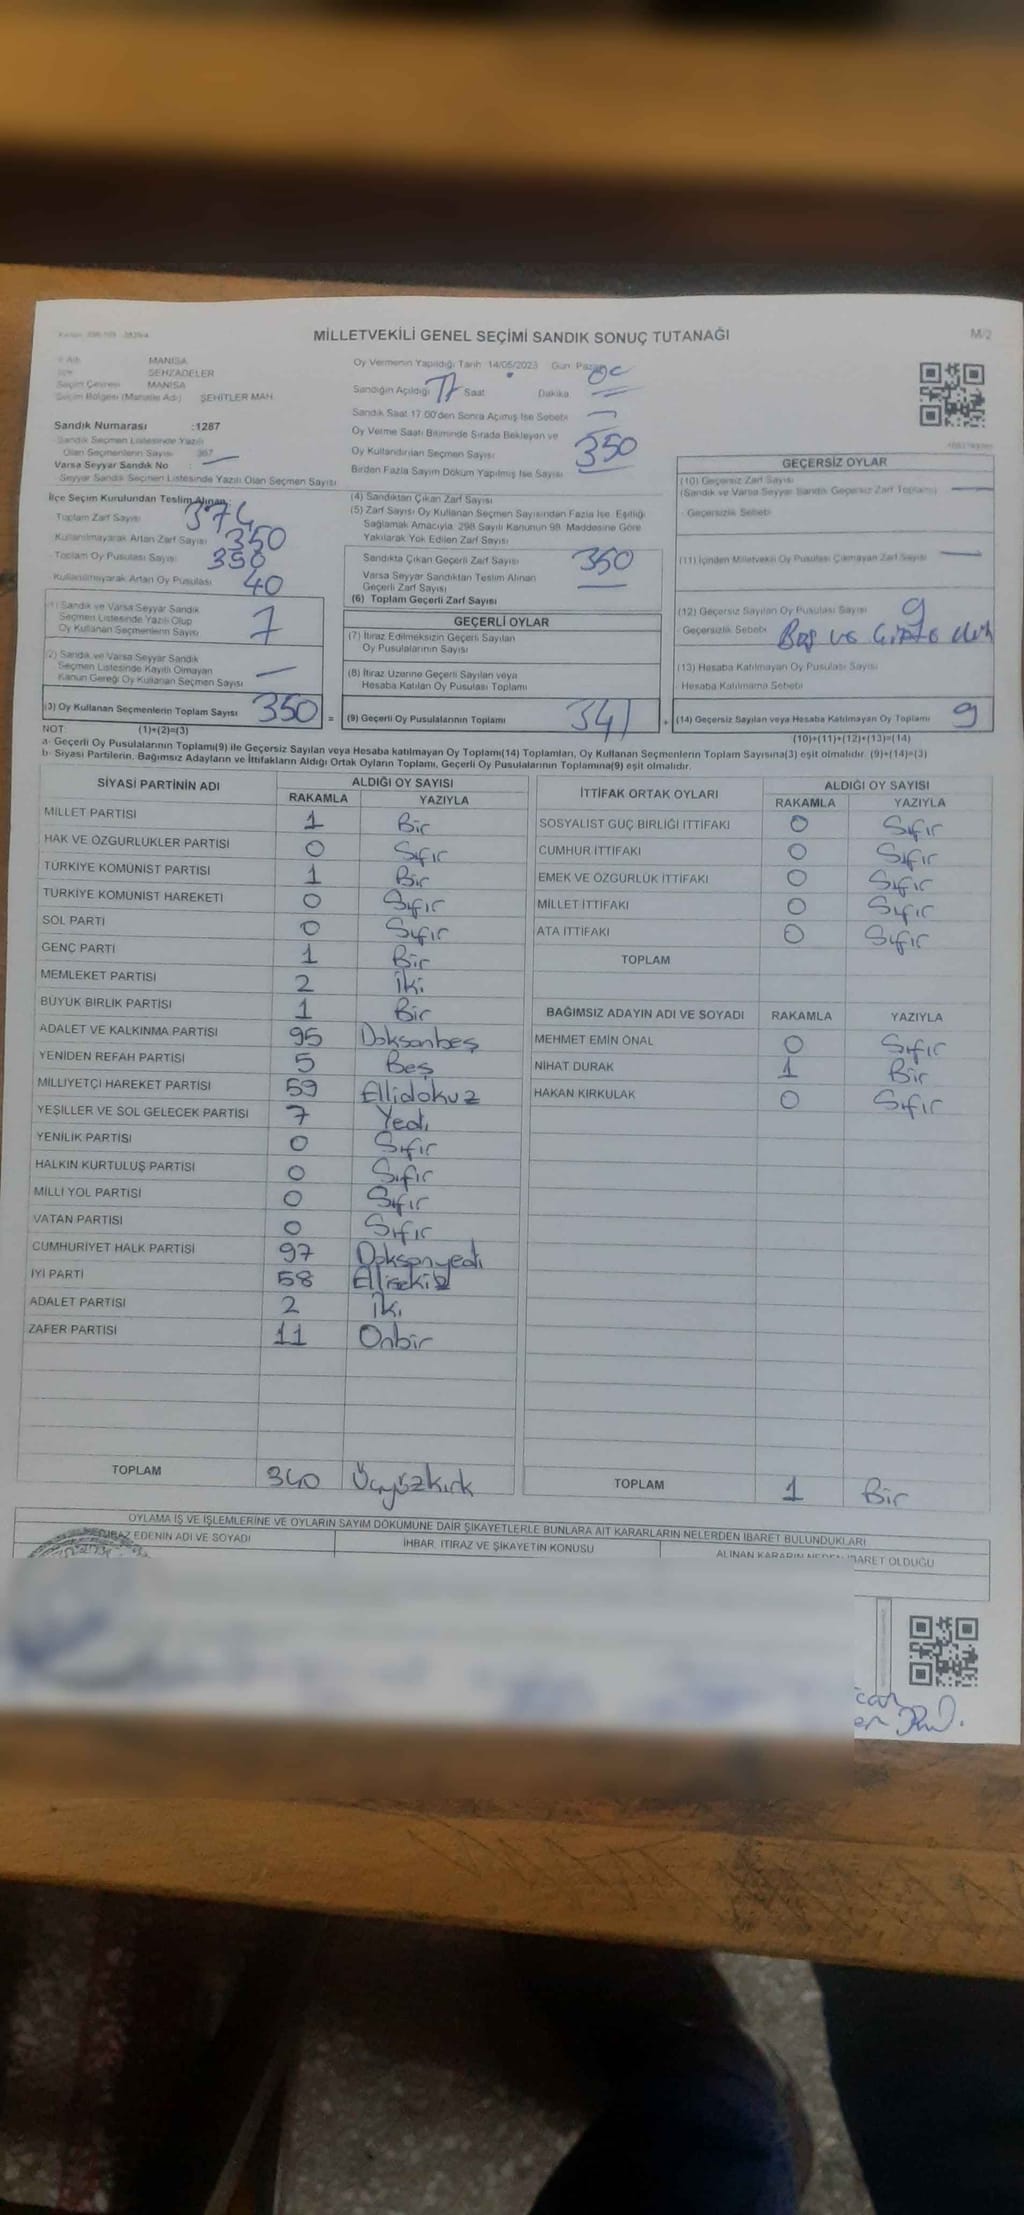 MİLLETVEKİLİ GENEL SEÇİMİ SANDIK SONUÇ TUTANAĞI
M/2
MANİSA
ŞEHZADELER
Seçim Çevresi MANİSA
Seçim Bölgesi (Mahalle Adı) ŞEHİTLER MAH.
Sandık Numarası :1287
Sandık Seçmen Listesinde Yazılı
Olan Seçmenlerin Sayısı 367
Varsa Seyyar Sandık No : —
Seyyar Sandık Seçmen Listesinde Yazılı Olan Seçmen Sayısı
Oy Vermenin Yapıldığı Tarih 14/05/2023 Gün: Pazar
Sandığın Açıldığı 17 Saat Dakika
Sandık Saat 17.00'den Sonra Açılmış İse Sebebi —
Oy Verme Saati Bitiminde Sırada Bekleyen ve
Oy Kullandırılan Seçmen Sayısı 350
Birden Fazla Sayım Döküm Yapılmış İse Sayısı
İlçe Seçim Kurulundan Teslim Alınan :
Toplam Zarf Sayısı 374
Kullanılmayarak Artan Zarf Sayısı 350
Toplam Oy Pusulası Sayısı 350
Kullanılmayarak Artan Oy Pusulası 40
(1) Sandık ve Varsa Seyyar Sandık
Seçmen Listesinde Yazılı Olup
Oy Kullanan Seçmenlerin Sayısı 7
(2) Sandık ve Varsa Seyyar Sandık
Seçmen Listesinde Kayıtlı Olmayan
Kanun Gereği Oy Kullanan Seçmen Sayısı —
(3) Oy Kullanan Seçmenlerin Toplam Sayısı 350 =
(4) Sandıktan Çıkan Zarf Sayısı
(5) Zarf Sayısı Oy Kullanan Seçmen Sayısından Fazla İse, Eşitliği
Sağlamak Amacıyla, 298 Sayılı Kanunun 98. Maddesine Göre
Yakılarak Yok Edilen Zarf Sayısı
Sandıkta Çıkan Geçerli Zarf Sayısı 350
Varsa Seyyar Sandıktan Teslim Alınan
Geçerli Zarf Sayısı —
(6) Toplam Geçerli Zarf Sayısı
GEÇERLİ OYLAR
(7) İtiraz Edilmeksizin Geçerli Sayılan
Oy Pusulalarının Sayısı
(8) İtiraz Üzerine Geçerli Sayılan veya
Hesaba Katılan Oy Pusulası Toplamı
(9) Geçerli Oy Pusulalarının Toplamı 341 +
GEÇERSİZ OYLAR
(10) Geçersiz Zarf Sayısı
(Sandık ve Varsa Seyyar Sandık Geçersiz Zarf Toplamı) —
Geçersizlik Sebebi
(11) İçinden Milletvekili Oy Pusulası Çıkmayan Zarf Sayısı —
(12) Geçersiz Sayılan Oy Pusulası Sayısı 9
Geçersizlik Sebebi Boş ve
(13) Hesaba Katılmayan Oy Pusulası Sayısı
Hesaba Katılmama Sebebi
(14) Geçersiz Sayılan veya Hesaba Katılmayan Oy Toplamı 9
NOT: (1)+(2)=(3)
(10)+(11)+(12)+(13)=(14)
a- Geçerli Oy Pusulalarının Toplamı(9) ile Geçersiz Sayılan veya Hesaba katılmayan Oy Toplamı(14) Toplamları, Oy Kullanan Seçmenlerin Toplam Sayısına(3) eşit olmalıdır. (9)+(14)=(3)
b- Siyasi Partilerin, Bağımsız Adayların ve İttifakların Aldığı Ortak Oyların Toplamı, Geçerli Oy Pusulalarının Toplamına(9) eşit olmalıdır.
SİYASİ PARTİNİN ADI ALDIĞI OY SAYISI
RAKAMLA YAZIYLA
MİLLET PARTİSİ 1 Bir
HAK VE ÖZGÜRLÜKLER PARTİSİ 0 Sıfır
TÜRKİYE KOMÜNİST PARTİSİ 1 Bir
TÜRKİYE KOMÜNİST HAREKETİ 0 Sıfır
SOL PARTİ 0 Sıfır
GENÇ PARTİ 1 Bir
MEMLEKET PARTİSİ 2 İki
BÜYÜK BİRLİK PARTİSİ 1 Bir
ADALET VE KALKINMA PARTİSİ 95 Doksanbeş
YENİDEN REFAH PARTİSİ 5 Beş
MİLLİYETÇİ HAREKET PARTİSİ 59 Ellidokuz
YEŞİLLER VE SOL GELECEK PARTİSİ 7 Yedi
YENİLİK PARTİSİ 0 Sıfır
HALKIN KURTULUŞ PARTİSİ 0 Sıfır
MİLLİ YOL PARTİSİ 0 Sıfır
VATAN PARTİSİ 0 Sıfır
CUMHURİYET HALK PARTİSİ 97 Doksanyedi
İYİ PARTİ 58 Ellisekiz
ADALET PARTİSİ 2 İki
ZAFER PARTİSİ 11 Onbir
TOPLAM 340 Üçyüzkırk
İTTİFAK ORTAK OYLARI ALDIĞI OY SAYISI
RAKAMLA YAZIYLA
SOSYALİST GÜÇ BİRLİĞİ İTTİFAKI 0 Sıfır
CUMHUR İTTİFAKI 0 Sıfır
EMEK VE ÖZGÜRLÜK İTTİFAKI 0 Sıfır
MİLLET İTTİFAKI 0 Sıfır
ATA İTTİFAKI 0 Sıfır
TOPLAM
BAĞIMSIZ ADAYIN ADI VE SOYADI RAKAMLA YAZIYLA
MEHMET EMİN ÖNAL 0 Sıfır
NİHAT DURAK 1 Bir
HAKAN KIRKULAK 0 Sıfır
TOPLAM 1 Bir
OYLAMA İŞ VE İŞLEMLERİNE VE OYLARIN SAYIM DÖKÜMÜNE DAİR ŞİKAYETLERLE BUNLARA AİT KARARLARIN NELERDEN İBARET BULUNDUKLARI
EDENİN ADI VE SOYADI İHBAR, İTİRAZ VE ŞİKAYETİN KONUSU ALINAN KARARIN NEDEN İBARET OLDUĞU